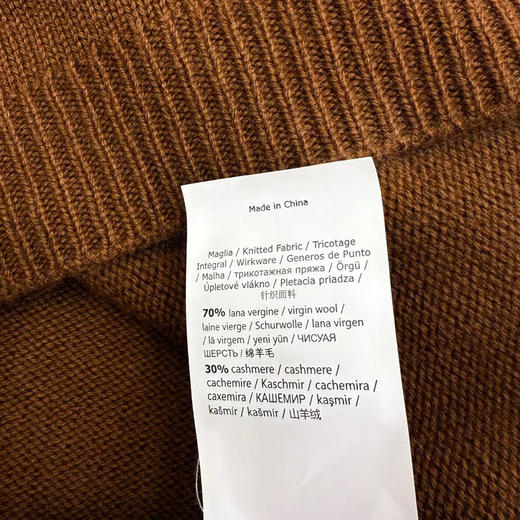 Made in China
Maglia / Knitted Fabric / Tricotage
Integral / Wirkware / Generos de Punto
/ Malha / трикотажная пряжа / Örgü /
Úpletové vlákno / Pletacia priadza /
针织面料
70% lana vergine / virgin wool /
laine vierge / Schurwolle / lana virgen
/ lã virgem / yeni yün / ЧИСУАЯ
ШЕРСТЬ / 绵羊毛
30% cashmere / cashmere /
cachemire / Kaschmir / cachemira /
caxemira / КАШЕМИР / kaşmir /
kašmír / kašmír / 山羊绒